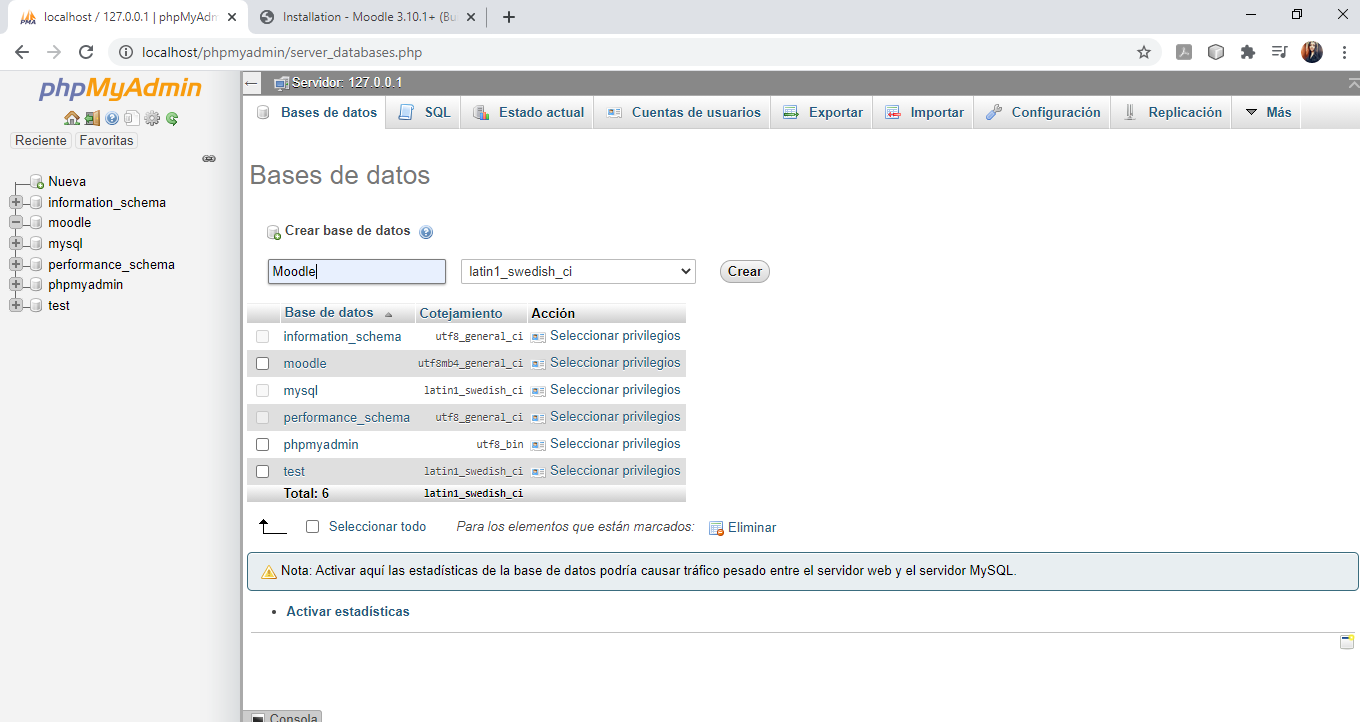 localhost / 127.0.0.1 | phpMyAdm
Installation - Moodle 3.10.1+ (Bu
localhost/phpmyadmin/server_databases.php
phpMyAdmin
Reciente
Favoritas
Nueva
information_schema
moodle
mysql
performance_schema
phpmyadmin
test
Servidor: 127.0.0.1
Bases de datos
SQL
Estado actual
Cuentas de usuarios
Exportar
Importar
Configuración
Replicación
Más
Bases de datos
Crear base de datos
Moodle
latin1_swedish_ci
Crear
Base de datos Cotejamiento Acción
information_schema utf8_general_ci Seleccionar privilegios
moodle utf8mb4_general_ci Seleccionar privilegios
mysql latin1_swedish_ci Seleccionar privilegios
performance_schema utf8_general_ci Seleccionar privilegios
phpmyadmin utf8_bin Seleccionar privilegios
test latin1_swedish_ci Seleccionar privilegios
Total: 6 latin1_swedish_ci
Seleccionar todo Para los elementos que están marcados: Eliminar
Nota: Activar aquí las estadísticas de la base de datos podría causar tráfico pesado entre el servidor web y el servidor MySQL.
Activar estadísticas
Consola